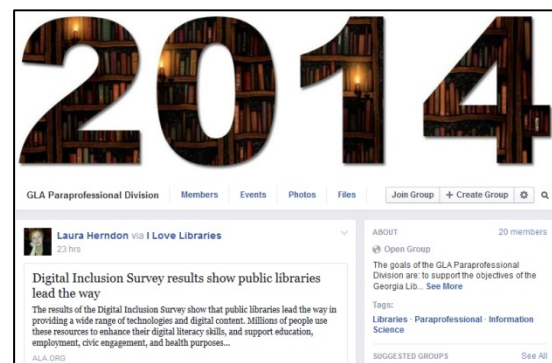 2014
GLA Paraprofessional Division Members Events Photos Files Join Group + Create Group
Laura Herndon via I Love Libraries
23 hrs
Digital Inclusion Survey results show public libraries
lead the way
The results of the Digital Inclusion Survey show that public libraries lead the way in
providing a wide range of technologies and digital content. Millions of people use
these resources to enhance their digital literacy skills, and support education,
employment, civic engagement, and health purposes...
ALA.ORG
ABOUT 20 members
Open Group
The goals of the GLA Paraprofessional
Division are: to support the objectives of the
Georgia Lib... See More
Tags:
Libraries · Paraprofessional · Information
Science
SUGGESTED GROUPS See All